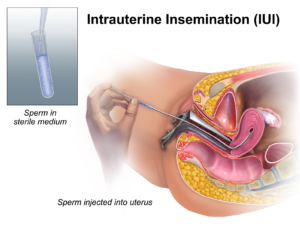 Intrauterine Insemination (IUI)
Sperm in
sterile medium
Sperm injected into uterus